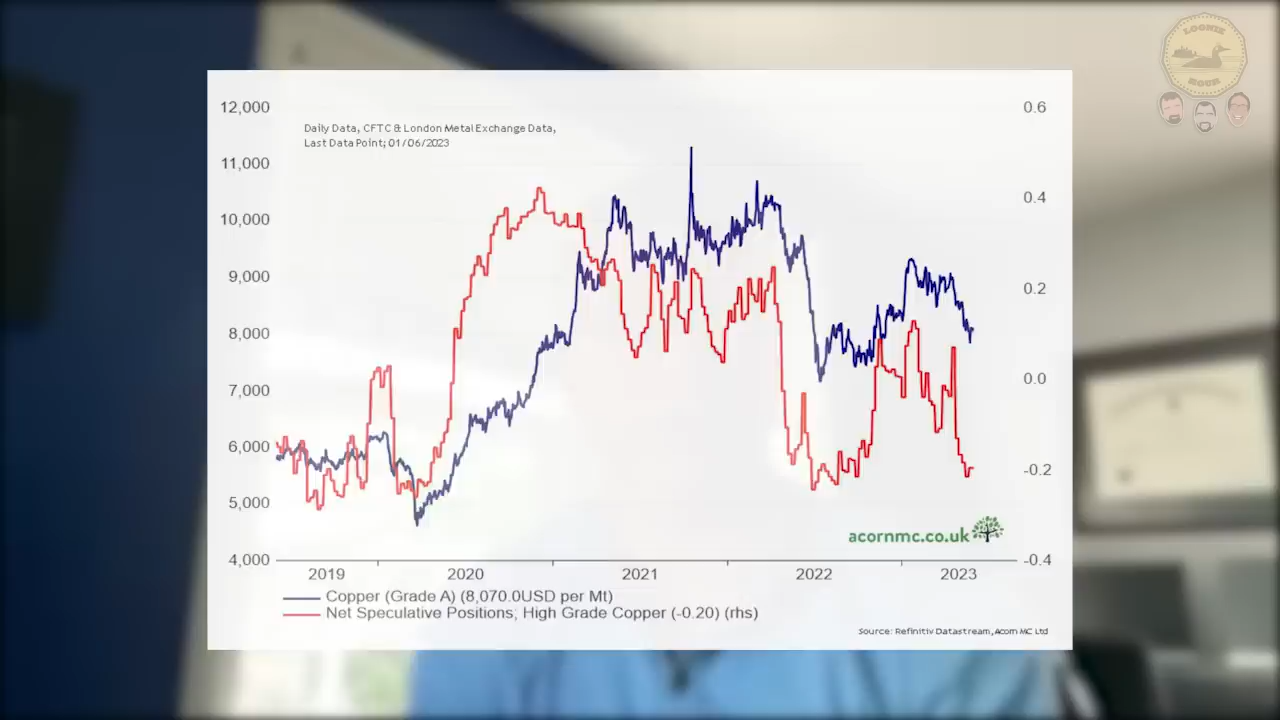 LOONIE
HOUR
12,000
11,000
10,000
9,000
8,000
7,000
6,000
5,000
4,000
0.6
0.4
0.2
0.0
-0.2
-0.4
Daily Data, CFTC & London Metal Exchange Data,
Last Data Point; 01/06/2023
acornmc.co.uk
2019 2020 2021 2022 2023
Copper (Grade A) (8,070.0USD per Mt)
Net Speculative Positions; High Grade Copper (-0.20) (rhs)
Source: Refinitiv Datastream, Acorn MC Ltd